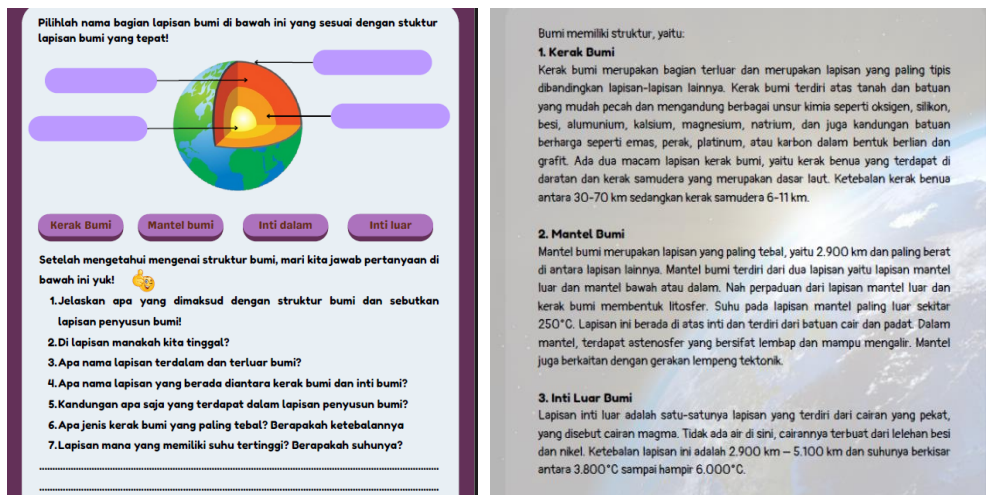 Pilihlah nama bagian lapisan bumi di bawah ini yang sesuai dengan stuktur
lapisan bumi yang tepat!
Kerak Bumi
Mantel bumi
Inti dalam
Inti luar
Setelah mengetahui mengenai struktur bumi, mari kita jawab pertanyaan di
bawah ini yuk!
1.Jelaskan apa yang dimaksud dengan struktur bumi dan sebutkan
lapisan penyusun bumi!
2.Di lapisan manakah kita tinggal?
3.Apa nama lapisan terdalam dan terluar bumi?
4.Apa nama lapisan yang berada diantara kerak bumi dan inti bumi?
5.Kandungan apa saja yang terdapat dalam lapisan penyusun bumi?
6.Apa jenis kerak bumi yang paling tebal? Berapakah ketebalannya
7.Lapisan mana yang memiliki suhu tertinggi? Berapakah suhunya?
Bumi memiliki struktur, yaitu:
1. Kerak Bumi
Kerak bumi merupakan bagian terluar dan merupakan lapisan yang paling tipis
dibandingkan lapisan-lapisan lainnya. Kerak bumi terdiri atas tanah dan batuan
yang mudah pecah dan mengandung berbagai unsur kimia seperti oksigen, silikon,
besi, alumunium, kalsium, magnesium, natrium, dan juga kandungan batuan
berharga seperti emas, perak, platinum, atau karbon dalam bentuk berlian dan
grafit. Ada dua macam lapisan kerak bumi, yaitu kerak benua yang terdapat di
daratan dan kerak samudera yang merupakan dasar laut. Ketebalan kerak benua
antara 30-70 km sedangkan kerak samudera 6-11 km.
2. Mantel Bumi
Mantel bumi merupakan lapisan yang paling tebal, yaitu 2.900 km dan paling berat
di antara lapisan lainnya. Mantel bumi terdiri dari dua lapisan yaitu lapisan mantel
luar dan mantel bawah atau dalam. Nah perpaduan dari lapisan mantel luar dan
kerak bumi membentuk litosfer. Suhu pada lapisan mantel paling luar sekitar
250°C. Lapisan ini berada di atas inti dan terdiri dari batuan cair dan padat. Dalam
mantel, terdapat astenosfer yang bersifat lembap dan mampu mengalir. Mantel
juga berkaitan dengan gerakan lempeng tektonik.
3. Inti Luar Bumi
Lapisan inti luar adalah satu-satunya lapisan yang terdiri dari cairan yang pekat,
yang disebut cairan magma. Tidak ada air di sini, cairannya terbuat dari lelehan besi
dan nikel. Ketebalan lapisan ini adalah 2.900 km – 5.100 km dan suhunya berkisar
antara 3.800°C sampai hampir 6.000°C.